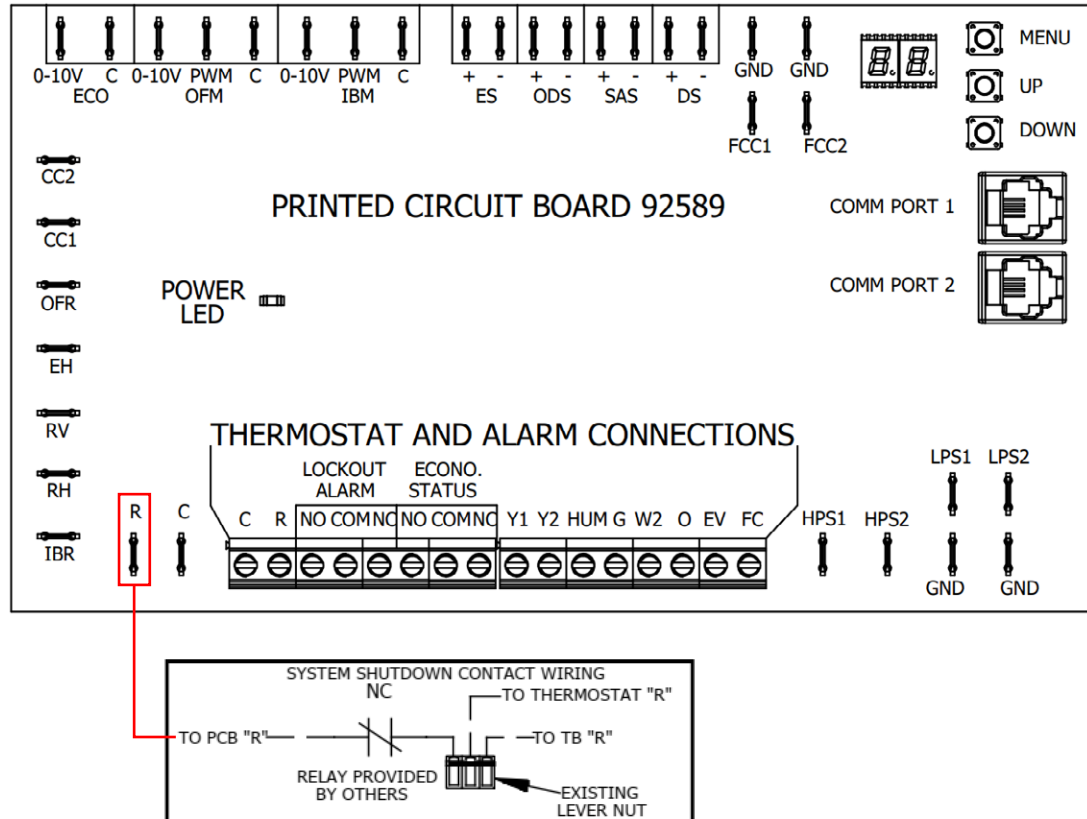 0-10V C 0-10V PWM C 0-10V PWM C
ECO OFM IBM
+ - + - + - + -
ES ODS SAS DS
GND GND
FCC1 FCC2
8.8.
MENU
UP
DOWN
CC2
CC1
OFR
EH
RV
RH
IBR
PRINTED CIRCUIT BOARD 92589
COMM PORT 1
COMM PORT 2
POWER
LED
THERMOSTAT AND ALARM CONNECTIONS
LOCKOUT
ALARM
ECONO.
STATUS
R C
C R NO COM NC NO COM NC Y1 Y2 HUM G W2 O EV FC
HPS1 HPS2
LPS1 LPS2
GND GND
SYSTEM SHUTDOWN CONTACT WIRING
NC
TO THERMOSTAT "R"
TO PCB "R"
TO TB "R"
RELAY PROVIDED
BY OTHERS
EXISTING
LEVER NUT